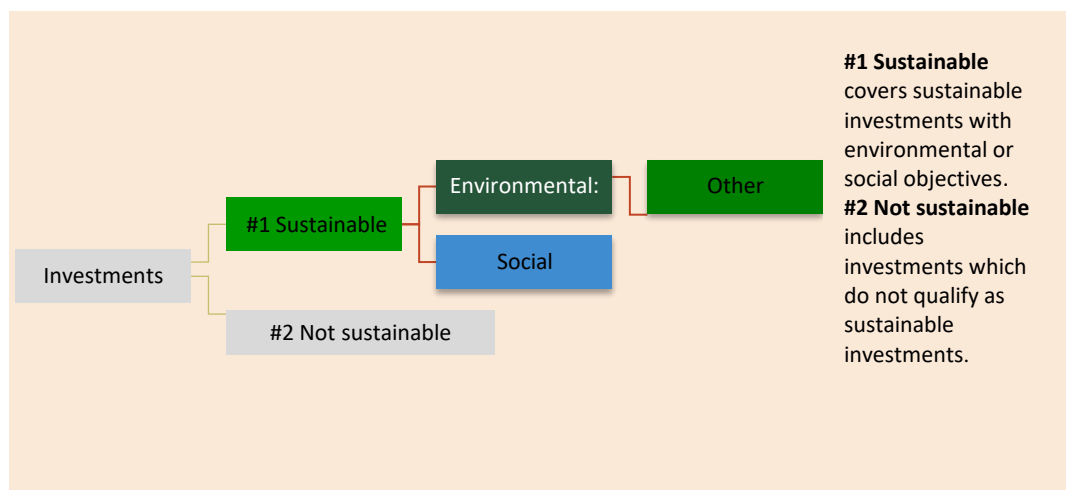 Investments
#1 Sustainable
#2 Not sustainable
Environmental:
Social
Other
#1 Sustainable
covers sustainable
investments with
environmental or
social objectives.
#2 Not sustainable
includes
investments which
do not qualify as
sustainable
investments.